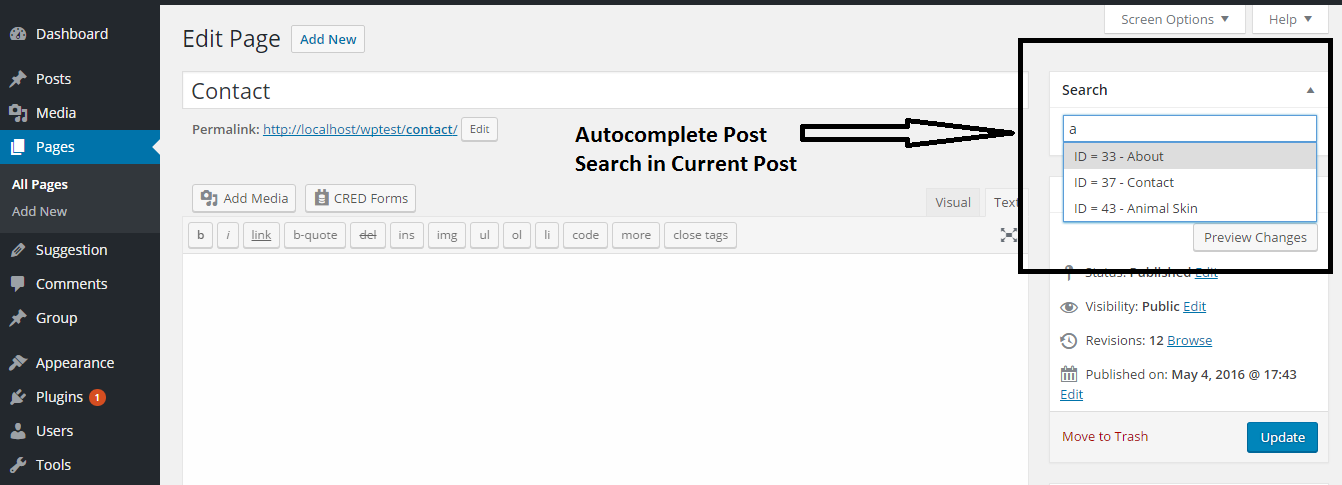 Screen Options
Help
Dashboard
Posts
Media
Pages
All Pages
Add New
Suggestion
Comments
Group
Appearance
Plugins 1
Users
Tools
Edit Page Add New
Contact
Permalink: http://localhost/wptest/contact/ Edit
Autocomplete Post
Search in Current Post
Add Media
CRED Forms
Visual
Text
b
i
link
b-quote
del
ins
img
ul
ol
li
code
more
close tags
Search
a
ID = 33 - About
ID = 37 - Contact
ID = 43 - Animal Skin
Preview Changes
Status: Published Edit
Visibility: Public Edit
Revisions: 12 Browse
Published on: May 4, 2016 @ 17:43
Edit
Move to Trash
Update